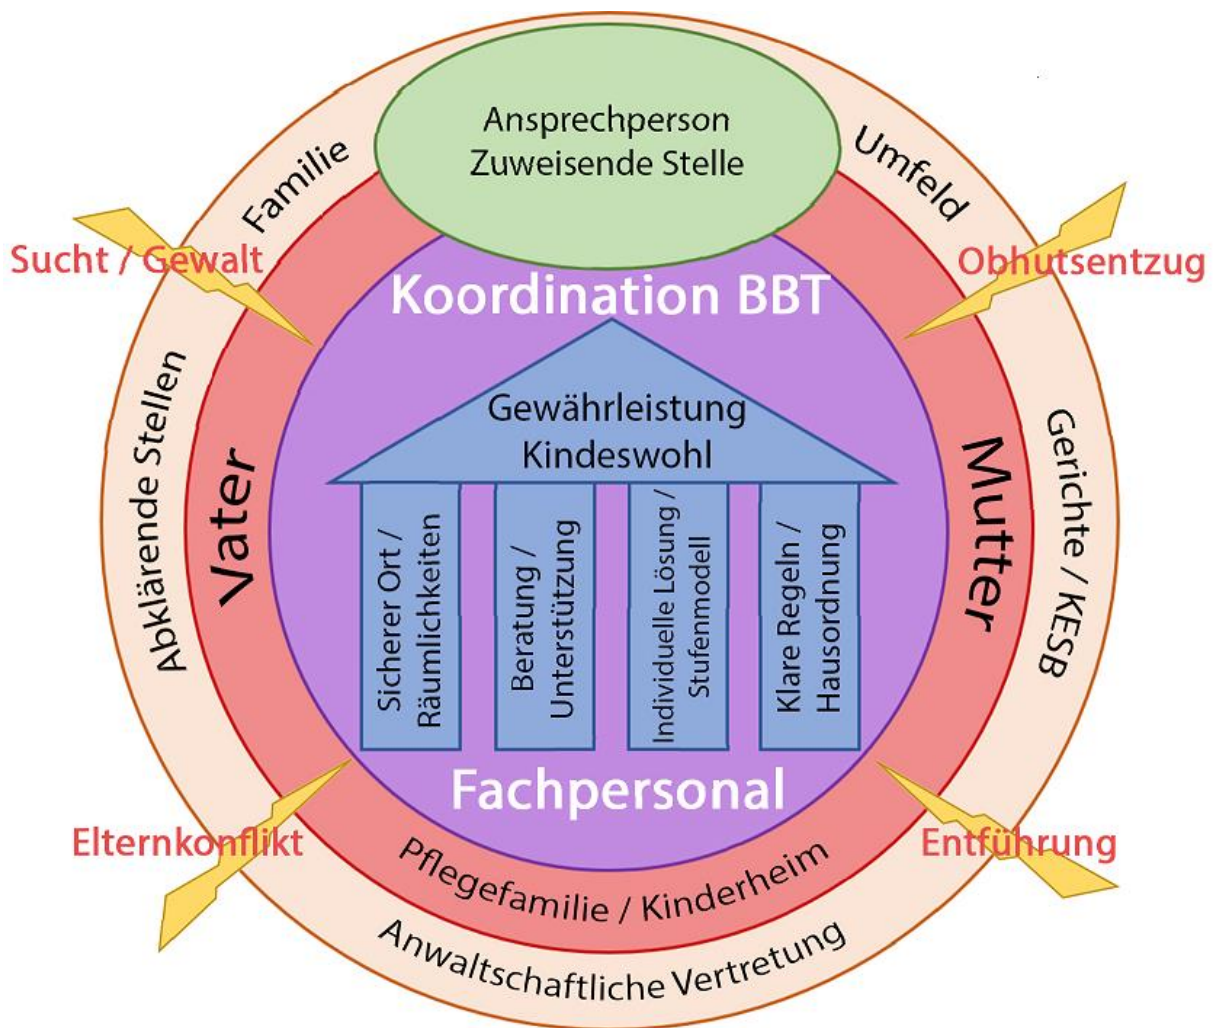 Ansprechperson
Zuweisende Stelle
Familie
Umfeld
Sucht / Gewalt
Obhutsentzug
Koordination BBT
Gewährleistung
Kindeswohl
Abklärende Stellen
Vater
Mutter
Gerichte / KESB
Sicherer Ort /
Räumlichkeiten
Beratung /
Unterstützung
Individuelle Lösung /
Stufenmodell
Klare Regeln /
Hausordnung
Fachpersonal
Elternkonflikt
Entführung
Pflegefamilie / Kinderheim
Anwaltschaftliche Vertretung